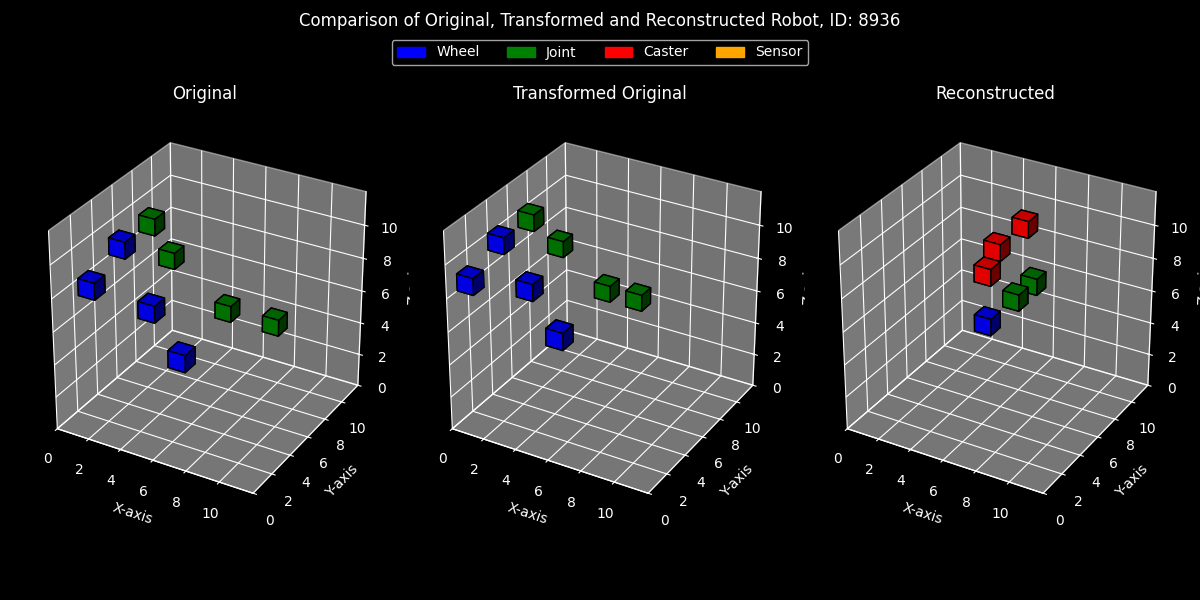 Comparison of Original, Transformed and Reconstructed Robot, ID: 8936
Wheel Joint Caster Sensor
Original Transformed Original Reconstructed
10 10 10
8 8 8
6 6 6
4 4 4
2 2 2
0 0 0
0 2 4 6 8 10 0 2 4 6 8 10 0 2 4 6 8 10
0 2 4 6 8 10 0 2 4 6 8 10 0 2 4 6 8 10
X-axis Y-axis X-axis Y-axis X-axis Y-axis